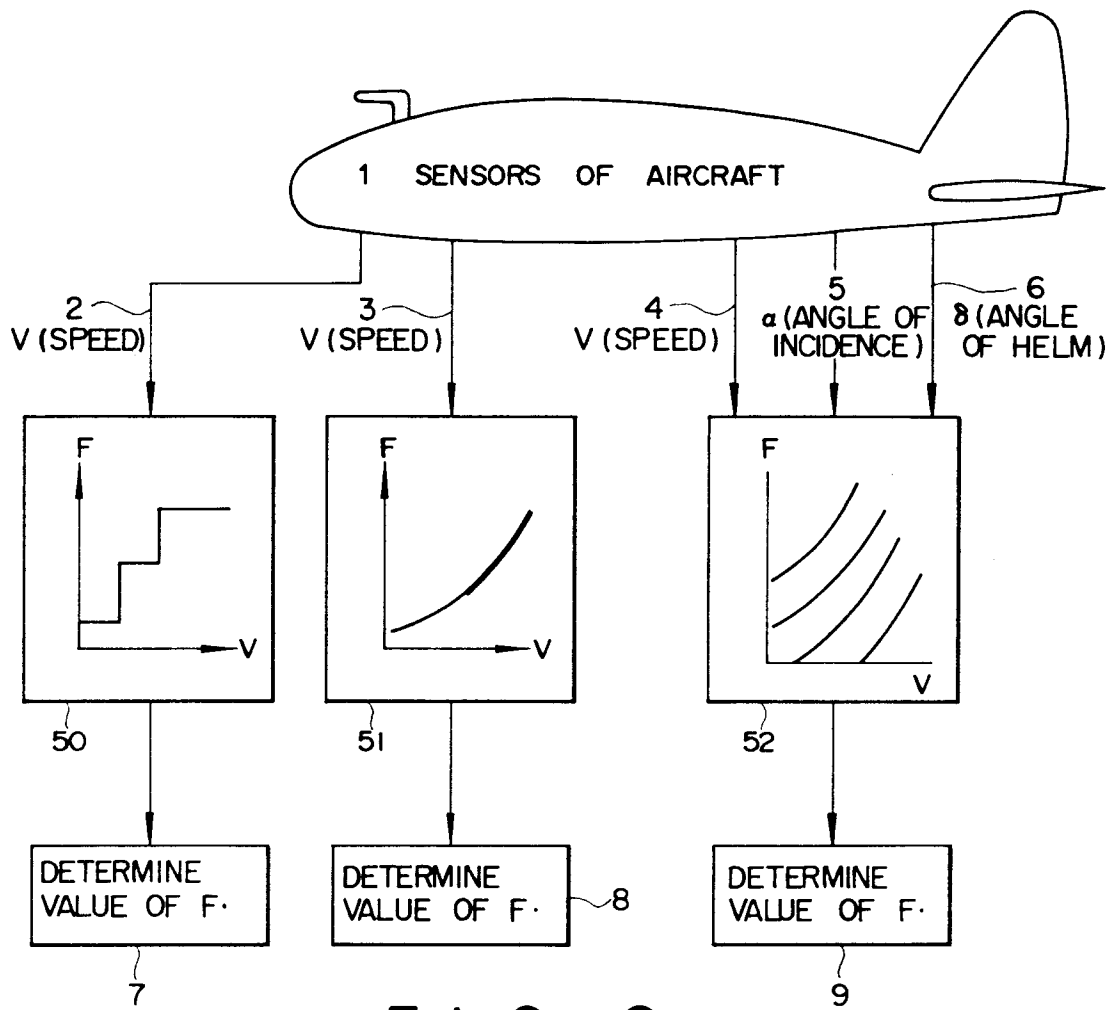 1 SENSORS OF AIRCRAFT
2
V (SPEED)
3
V (SPEED)
4
V (SPEED)
5
α (ANGLE OF
INCIDENCE)
6
δ (ANGLE
OF HELM)
F
V
50
F
V
51
F
V
52
DETERMINE
VALUE OF F.
7
DETERMINE
VALUE OF F.
8
DETERMINE
VALUE OF F.
9